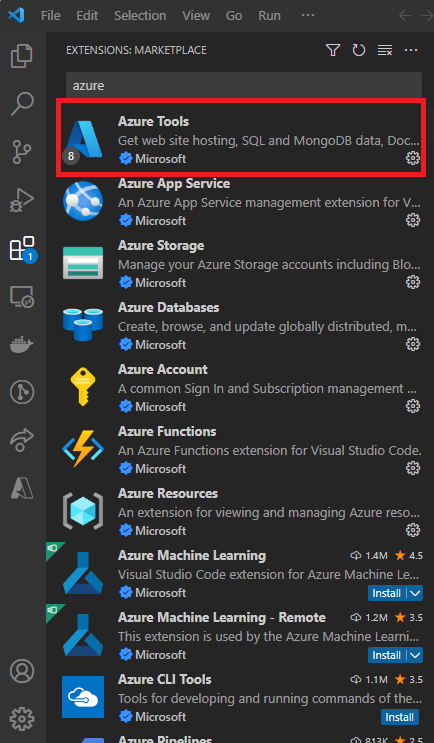 File Edit Selection View Go Run ...
EXTENSIONS: MARKETPLACE
azure
Azure Tools
Get web site hosting, SQL and MongoDB data, Doc...
8
Microsoft
Azure App Service
An Azure App Service management extension for V...
Microsoft
Azure Storage
Manage your Azure Storage accounts including Blo...
Microsoft
Azure Databases
Create, browse, and update globally distributed, m...
Microsoft
Azure Account
A common Sign In and Subscription management ...
Microsoft
Azure Functions
An Azure Functions extension for Visual Studio Code.
Microsoft
Azure Resources
An extension for viewing and managing Azure reso...
Microsoft
Azure Machine Learning 1.4M 4.5
Visual Studio Code extension for Azure Machine Le...
Microsoft Install
Azure Machine Learning - Remote 1.2M 3.5
This extension is used by the Azure Machine Learni...
Microsoft Install
Azure CLI Tools 1.1M 3.5
Tools for developing and running commands of the...
Microsoft Install
Azure Pipelines 813K 2.5
1